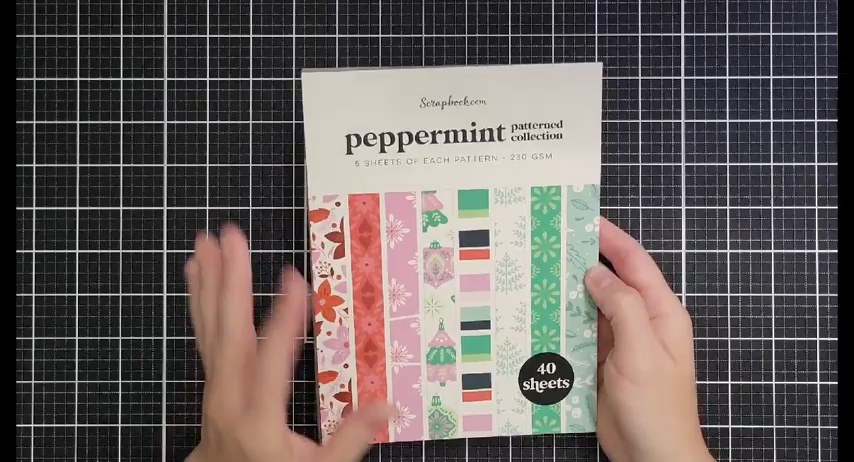 Scrapbook.com
peppermint patterned collection
5 SHEETS OF EACH PATTERN - 230 GSM
40
sheets